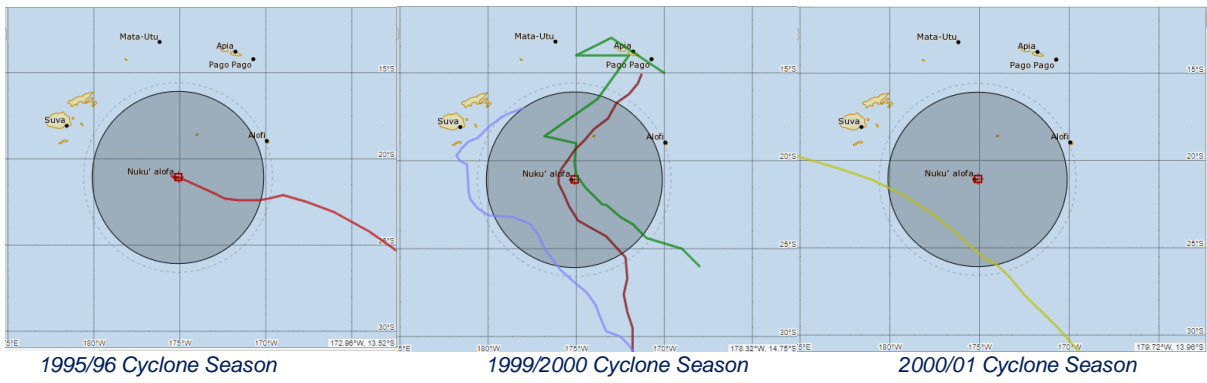 Mata-Utu
Apia
Pago Pago
15°S
Suva
Alofi
20°S
Nuku' alofa
25°S
30°S
5°E
180°W
175°W
170°W
172.96°W, 13.52°S
1995/96 Cyclone Season
Mata-Utu
Apia
Pago Pago
15°S
Suva
Alofi
20°S
Nuku' alofa
25°S
30°S
5°E
180°W
175°W
170°W
178.32°W, 14.75°S
1999/2000 Cyclone Season
Mata-Utu
Apia
Pago Pago
15°S
Suva
Alofi
20°S
Nuku' alofa
25°S
30°S
5°E
180°W
175°W
170°W
179.72°W, 13.96°S
2000/01 Cyclone Season